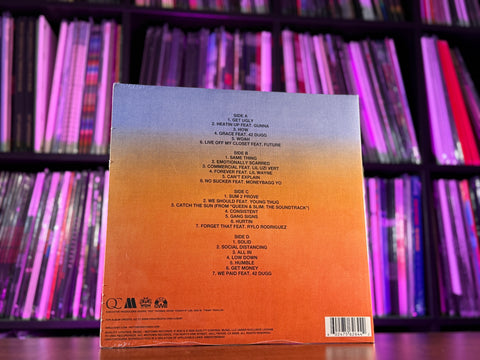 SIDE A
1. GET UGLY
2. HEATIN UP FEAT. GUNNA
3. HOW
4. GRACE FEAT. 42 DUGG
5. WOAH
6. LIVE OFF MY CLOSET FEAT. FUTURE
SIDE B
1. SAME THING
2. EMOTIONALLY SCARRED
3. COMMERCIAL FEAT. LIL UZI VERT
4. FOREVER FEAT. LIL WAYNE
5. CAN'T EXPLAIN
6. NO SUCKER FEAT. MONEYBAGG YO
SIDE C
1. SUM 2 PROVE
2. WE SHOULD FEAT. YOUNG THUG
3. CATCH THE SUN (FROM "QUEEN & SLIM: THE SOUNDTRACK")
4. CONSISTENT
5. GANG SIGNS
6. HURTIN
7. FORGET THAT FEAT. RYLO RODRIGUEZ
SIDE D
1. SOLID
2. SOCIAL DISTANCING
3. ALL IN
4. LOW DOWN
5. HUMBLE
6. GET MONEY
7. WE PAID FEAT. 42 DUGG
QC